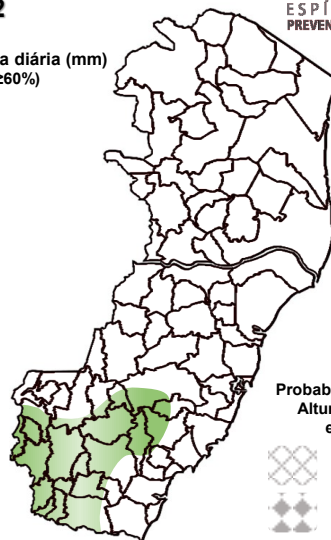 2
ESPÍ
PREVEN
a diária (mm)
≥60%)
Probab
Altur
e